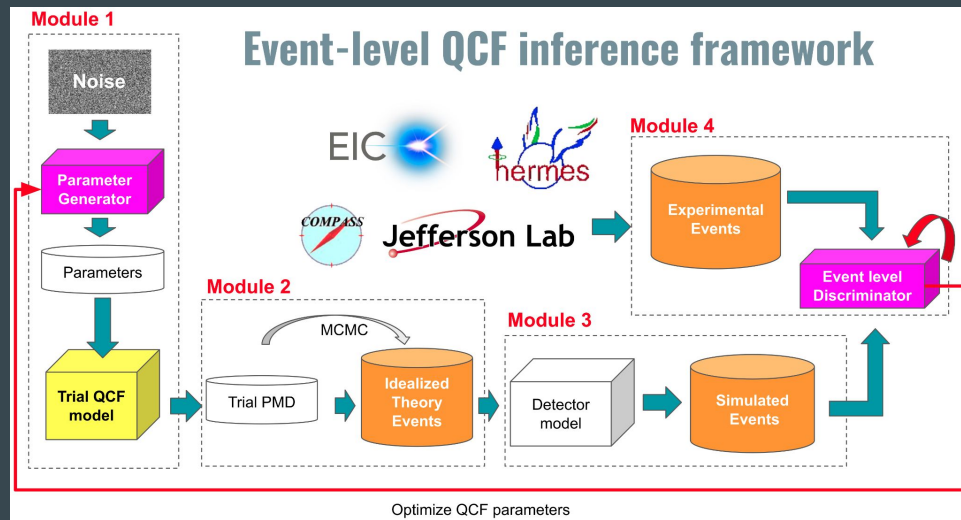 Module 1
Event-level QCF inference framework
Noise
Parameter
Generator
Parameters
Trial QCF
model
EIC
hermes
COMPASS
Jefferson Lab
Module 4
Experimental
Events
Event level
Discriminator
Module 2
MCMC
Trial PMD
Idealized
Theory
Events
Module 3
Detector
model
Simulated
Events
Optimize QCF parameters